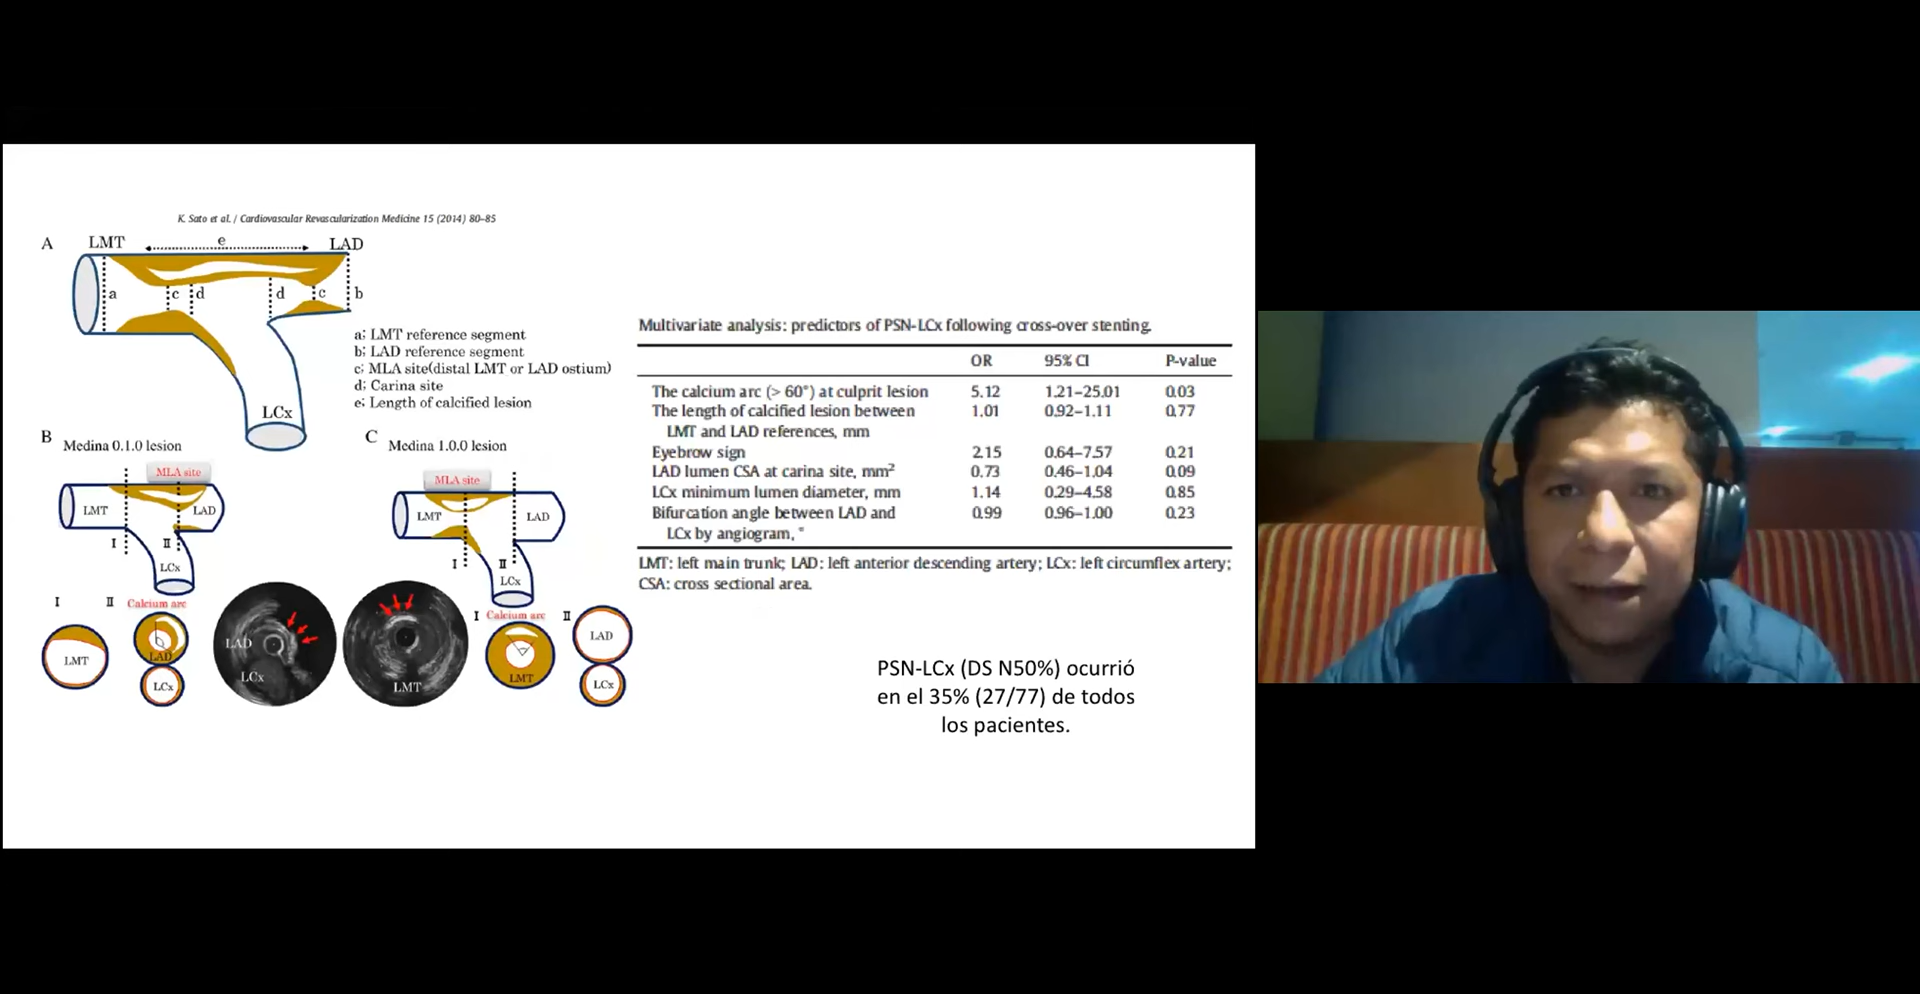 K. Sato et al. / Cardiovascular Revascularization Medicine 15 (2014) 80–85
A
LMT
e
LAD
a
c
d
d
c
b
LCx
a; LMT reference segment
b; LAD reference segment
c; MLA site(distal LMT or LAD ostium)
d; Carina site
e; Length of calcified lesion
B
Medina 0.1.0 lesion
MLA site
LMT
LAD
I
II
LCx
I
II
Calcium arc
LMT
LAD
LCx
LAD
LCx
C
Medina 1.0.0 lesion
MLA site
LMT
LAD
I
II
LCx
LMT
I
Calcium arc
II
LMT
LAD
LCx
Multivariate analysis: predictors of PSN-LCx following cross-over stenting.
OR 95% CI P-value
The calcium arc (> 60°) at culprit lesion 5.12 1.21–25.01 0.03
The length of calcified lesion between 1.01 0.92–1.11 0.77
LMT and LAD references, mm
Eyebrow sign 2.15 0.64–7.57 0.21
LAD lumen CSA at carina site, mm² 0.73 0.46–1.04 0.09
LCx minimum lumen diameter, mm 1.14 0.29–4.58 0.85
Bifurcation angle between LAD and 0.99 0.96–1.00 0.23
LCx by angiogram, °
LMT: left main trunk; LAD: left anterior descending artery; LCx: left circumflex artery;
CSA: cross sectional area.
PSN-LCx (DS N50%) ocurrió
en el 35% (27/77) de todos
los pacientes.